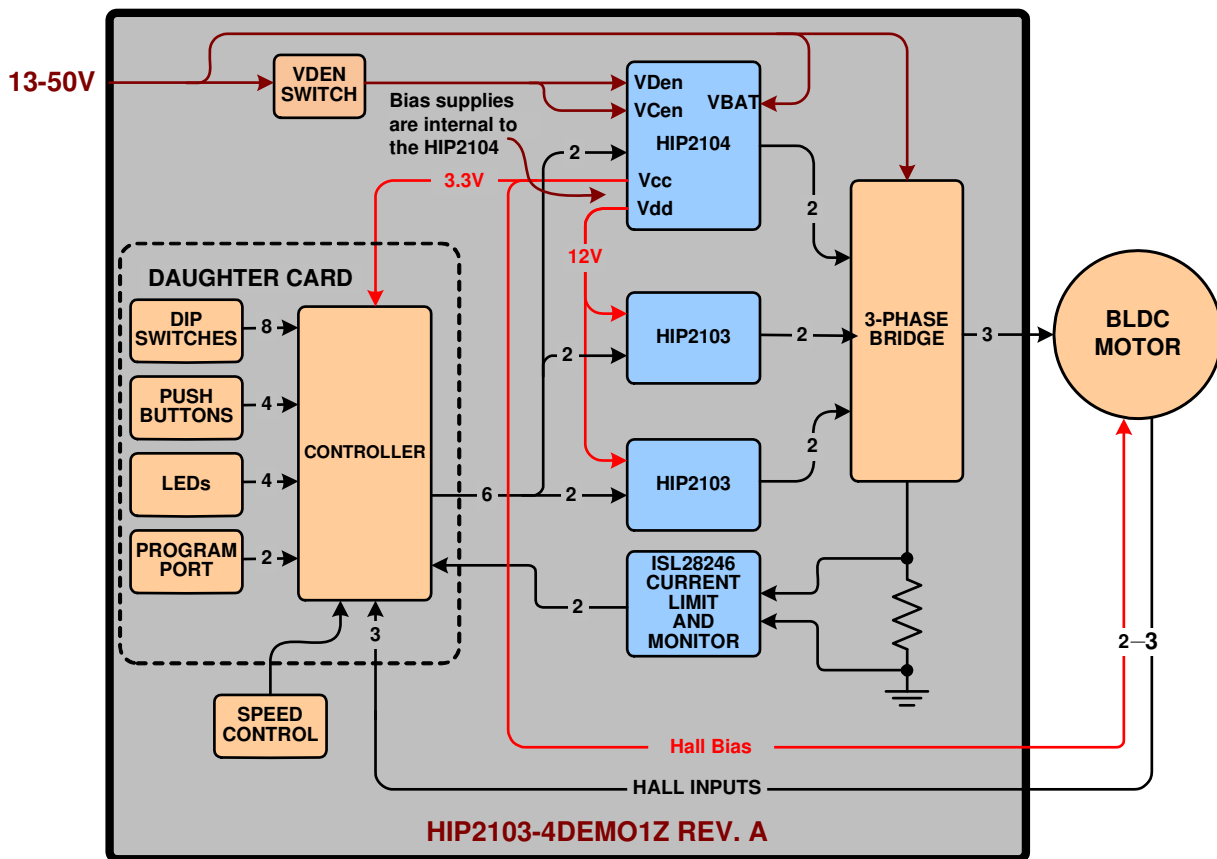 13-50V
VDEN
SWITCH
Bias supplies
are internal to
the HIP2104
VDen
VCen
VBAT
HIP2104
Vcc
Vdd
2
3.3V
2
12V
DAUGHTER CARD
DIP
SWITCHES
8
PUSH
BUTTONS
4
LEDs
4
PROGRAM
PORT
2
CONTROLLER
HIP2103
2
2
3-PHASE
BRIDGE
3
BLDC
MOTOR
6
2
HIP2103
2
ISL28246
CURRENT
LIMIT
AND
MONITOR
2
3
2–3
SPEED
CONTROL
Hall Bias
HALL INPUTS
HIP2103-4DEMO1Z REV. A